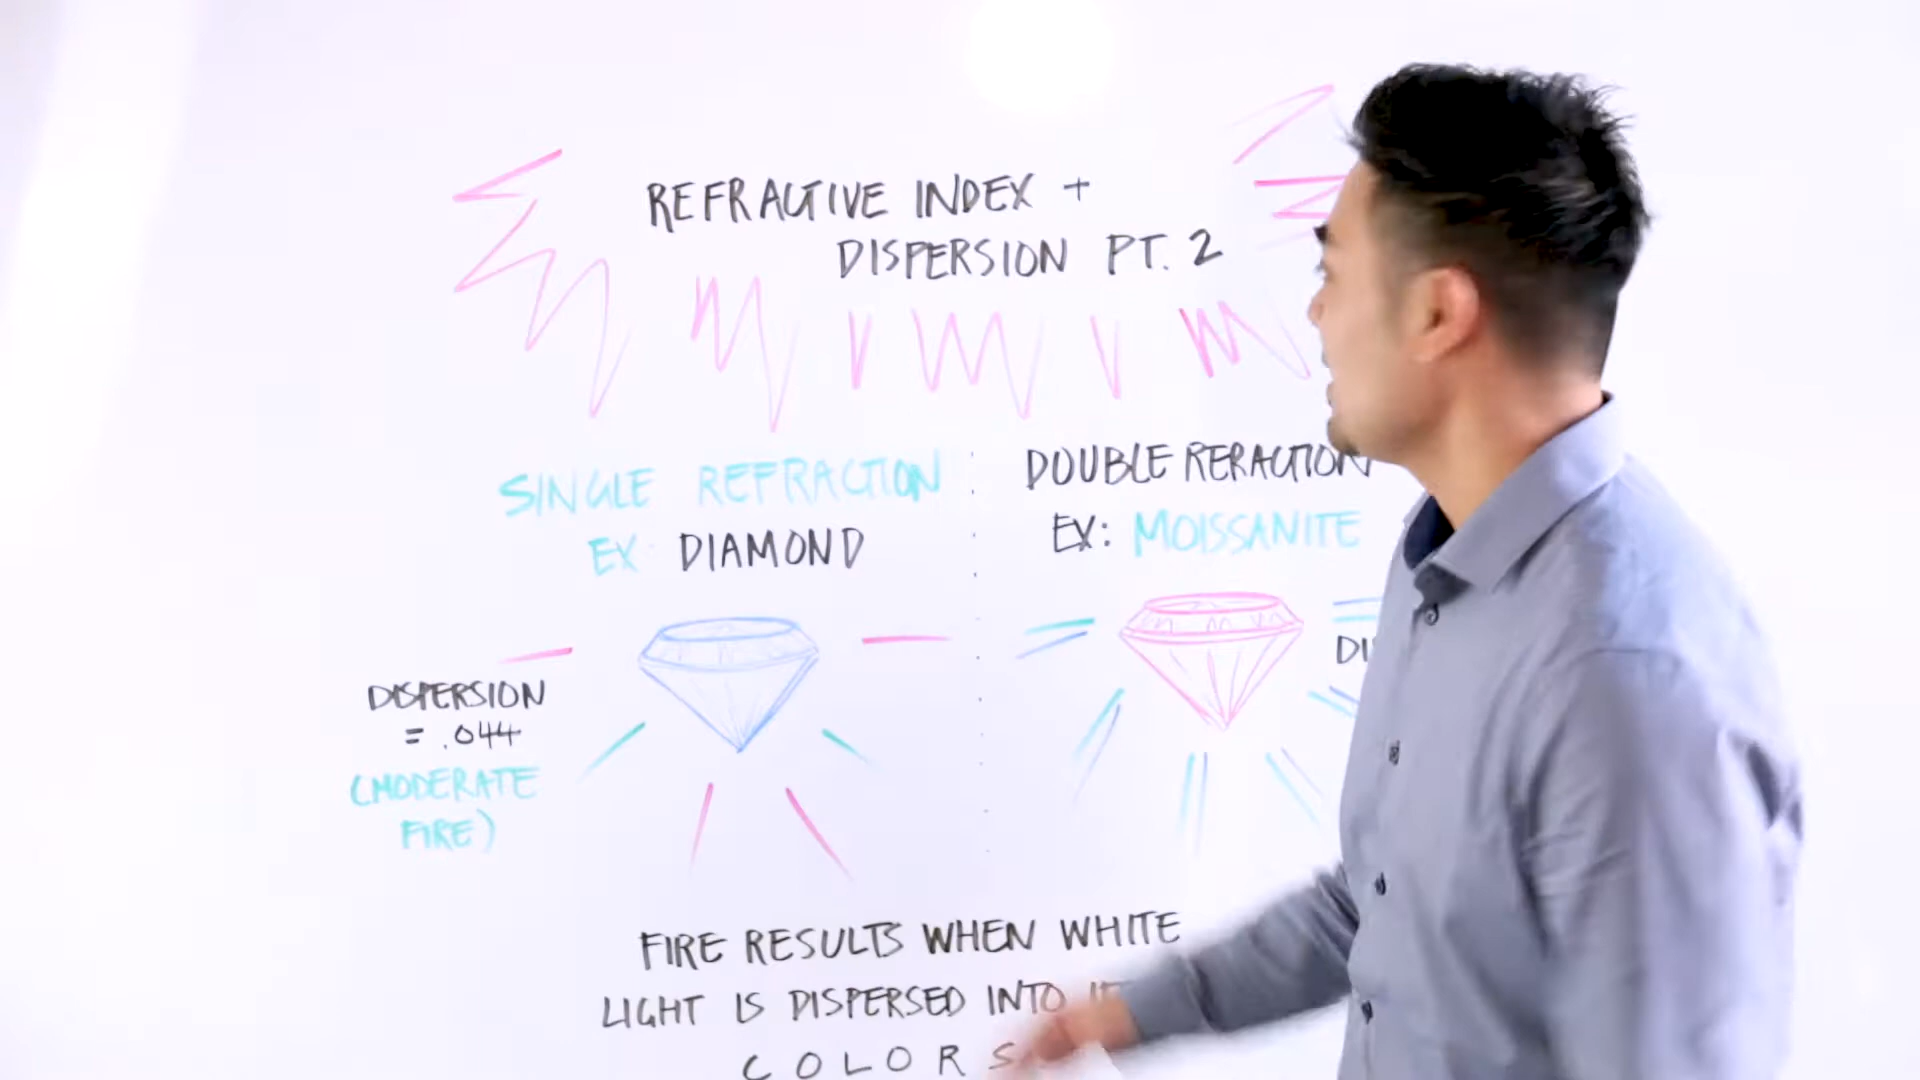 REFRACTIVE INDEX +
DISPERSION PT. 2
SINGLE REFRACTION
EX DIAMOND
DISPERSION
= .044
(MODERATE
FIRE)
DOUBLE RERACTION
EX: MOISSANITE
FIRE RESULTS WHEN WHITE
LIGHT IS DISPERSED INTO
COLORS